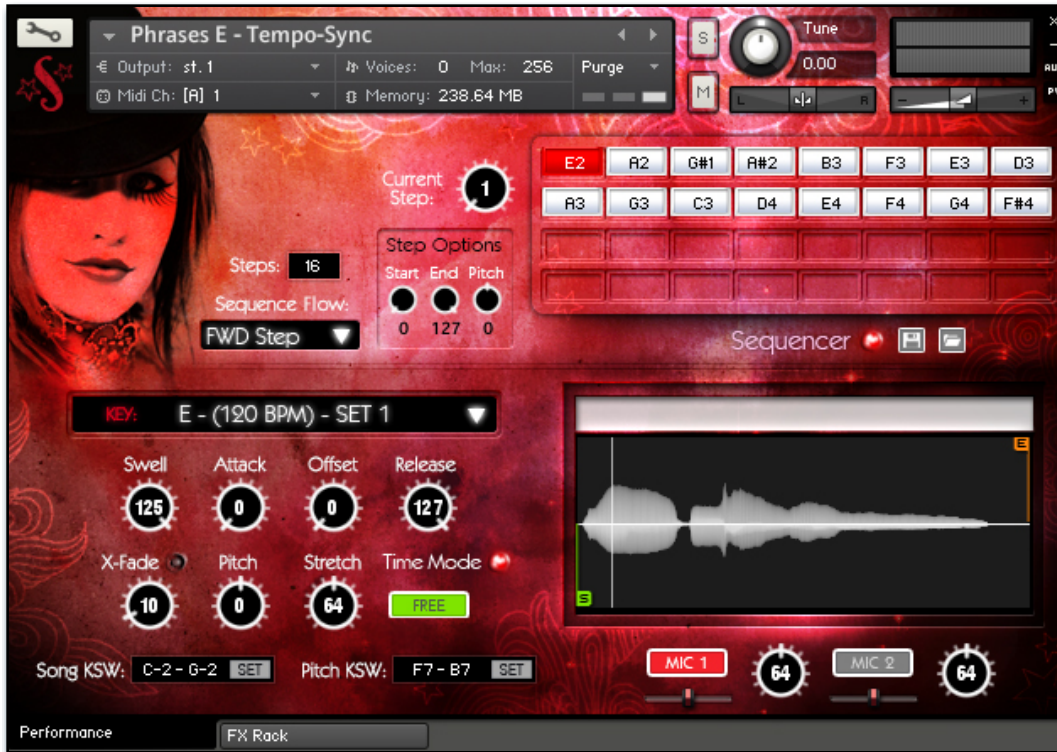 Phrases E - Tempo-Sync
Output: st.1
Voices: 0 Max: 256
Purge
Midi Ch: [A] 1
Memory: 238.64 MB
S
M
Tune
0.00
L R
- +
AU
PV
Current Step: 1
E2 A2 G#1 A#2 B3 F3 E3 D3
A3 G3 C3 D4 E4 F4 G4 F#4
Steps: 16
Sequence Flow:
FWD Step
Step Options
Start End Pitch
0 127 0
Sequencer
KEY: E - (120 BPM) - SET 1
Swell Attack Offset Release
125 0 0 127
X-Fade Pitch Stretch Time Mode
10 0 64 FREE
E
S
Song KSW: C-2 - G-2 SET
Pitch KSW: F7 - B7 SET
MIC 1 64 MIC 2 64
Performance
FX Rack